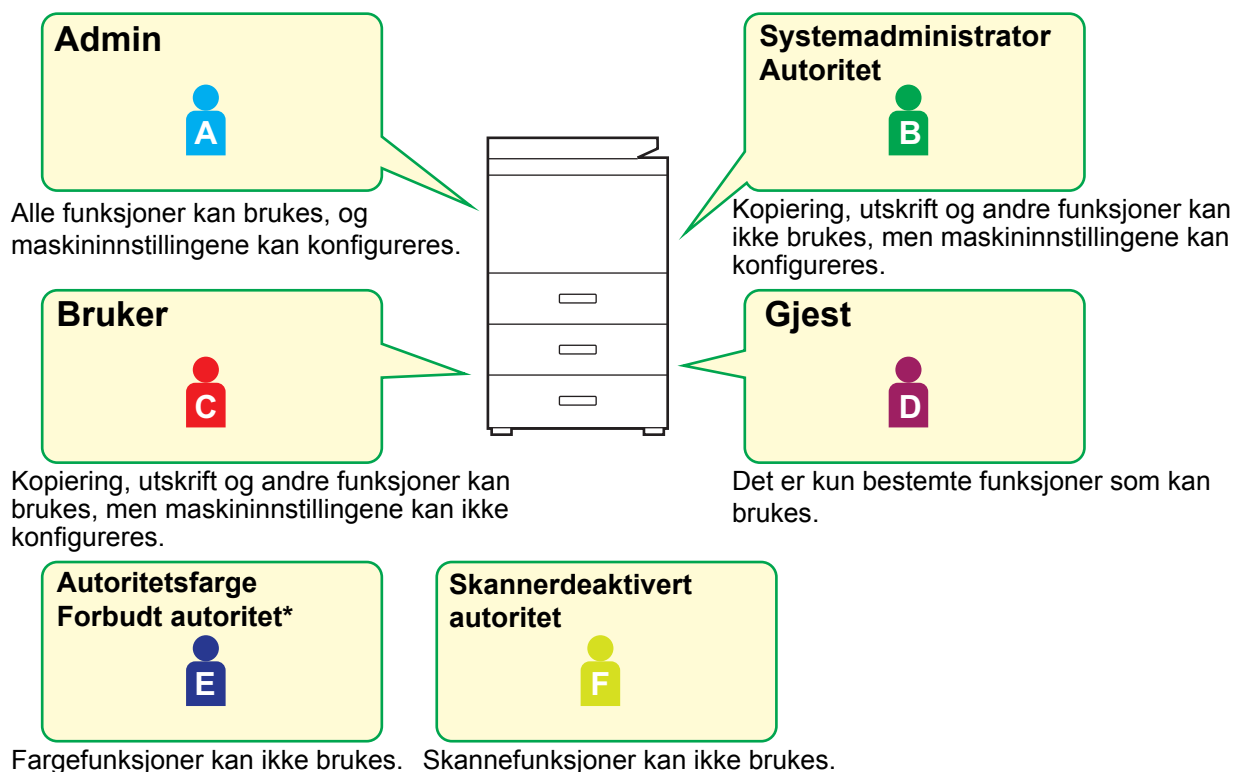 Admin
A
Alle funksjoner kan brukes, og
maskininnstillingene kan konfigureres.
Systemadministrator
Autoritet
B
Kopiering, utskrift og andre funksjoner kan
ikke brukes, men maskininnstillingene kan
konfigureres.
Bruker
C
Kopiering, utskrift og andre funksjoner kan
brukes, men maskininnstillingene kan ikke
konfigureres.
Gjest
D
Det er kun bestemte funksjoner som kan
brukes.
Autoritetsfarge
Forbudt autoritet*
E
Fargefunksjoner kan ikke brukes.
Skannerdeaktivert
autoritet
F
Skannefunksjoner kan ikke brukes.